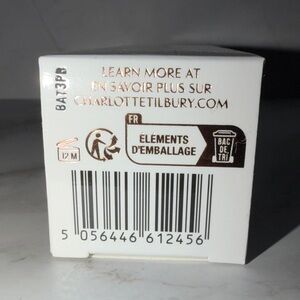 LEARN MORE AT
EN SAVOIR PLUS SUR
CHARLOTTETILBURY.COM
BAT3PB
FR
ELEMENTS
D'EMBALLAGE
BAC
DE
TRI
12 M
5 056446 612456